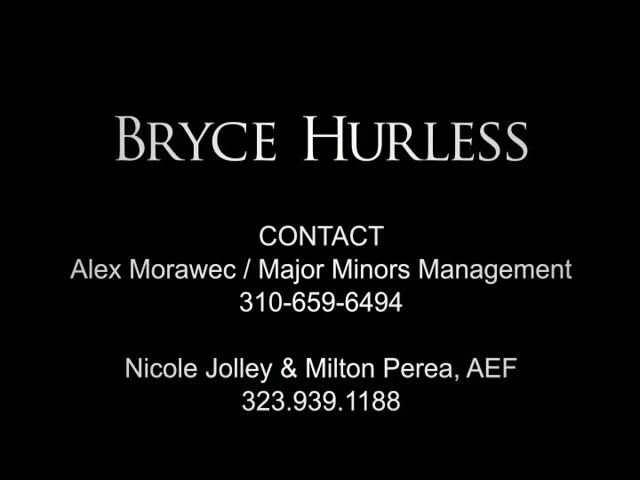 BRYCE HURLESS
CONTACT
Alex Morawec / Major Minors Management
310-659-6494
Nicole Jolley & Milton Perea, AEF
323.939.1188